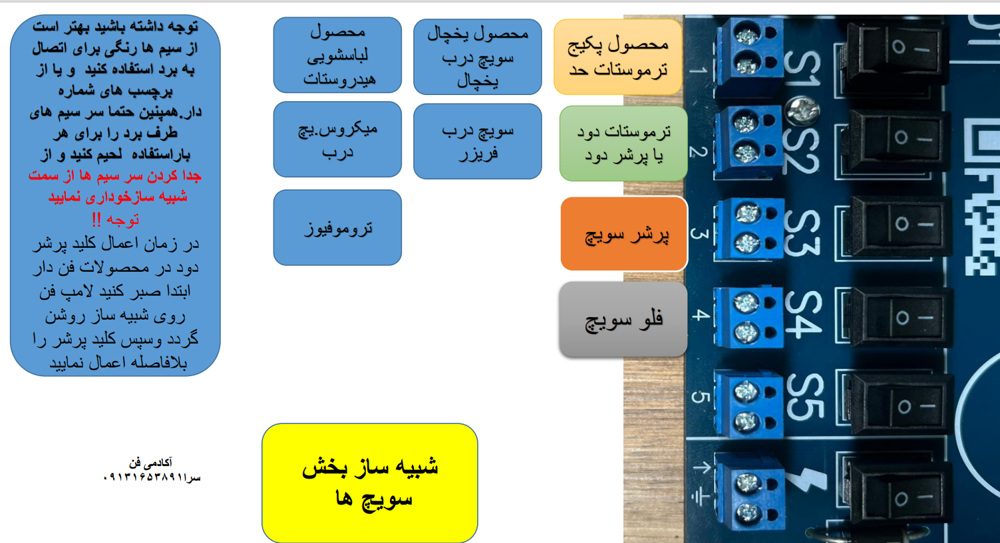 توجه داشته باشید بهتر است
از سیم ها رنگی برای اتصال
به برد استفاده کنید و یا از
برچسب های شماره
دار.همچنین حتما سر سیم های
طرف برد را برای هر
باراستفاده لحیم کنید و از
جدا کردن سر سیم ها از سمت
شبیه سازخوداری نمایید
توجه !!
در زمان اعمال کلید پرشر
دود در محصولات فن دار
ابتدا صبر کنید لامپ فن
روی شبیه ساز روشن
گردد وسپس کلید پرشر را
بلافاصله اعمال نمایید
محصول
لباسشویی
هیدروستات
میکروس.یچ
درب
تروموفیوز
محصول یخچال
سویچ درب
یخچال
سویچ درب
فریزر
محصول پکیج
ترموستات حد
ترموستات دود
یا پرشر دود
پرشر سویچ
فلو سویچ
شبیه ساز بخش
سویچ ها
آکادمی فن
سرا۰۹۱۳۱۶۵۳۸۹۱
1
S1
O I
2
S2
O I
3
S3
O I
4
S4
O I
5
S5
O I
O I